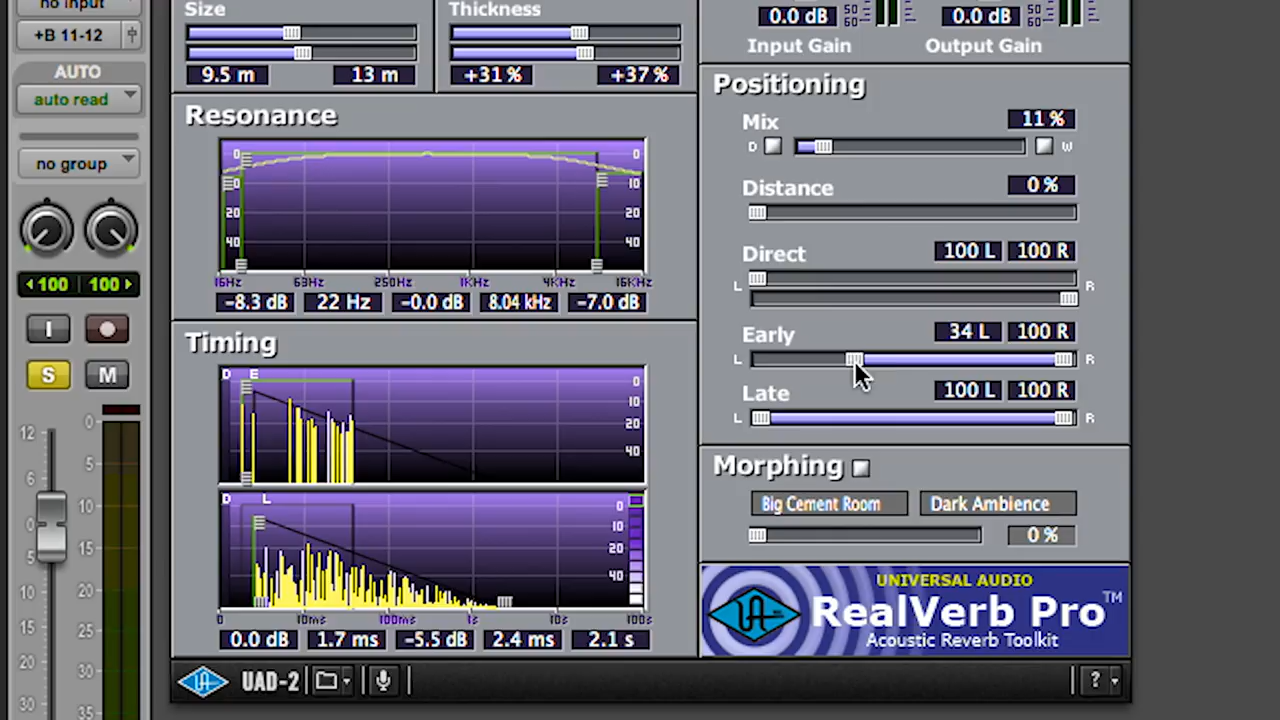 no input
+B 11-12
AUTO
auto read
no group
100 100
I
S M
12
6
0
5
10
15
20
30
0
5
10
15
20
25
30
35
Size
9.5 m 13 m
Thickness
+31 % +37 %
0.0 dB 50 60
Input Gain
0.0 dB 50 60
Output Gain
Resonance
0 0
10 10
20 20
40 40
16Hz 63Hz 250Hz 1KHz 4KHz 16KHz
-8.3 dB 22 Hz -0.0 dB 8.04 kHz -7.0 dB
Timing
D E
0
10
20
40
D L
0
10
20
40
0 10ms 100ms 1s 10s 100s
0.0 dB 1.7 ms -5.5 dB 2.4 ms 2.1 s
Positioning
Mix 11 %
D W
Distance 0 %
Direct 100 L 100 R
L R
Early 34 L 100 R
L R
Late 100 L 100 R
L R
Morphing
Big Cement Room Dark Ambience
0 %
UNIVERSAL AUDIO
RealVerb Pro™
Acoustic Reverb Toolkit
UA UAD-2 ?